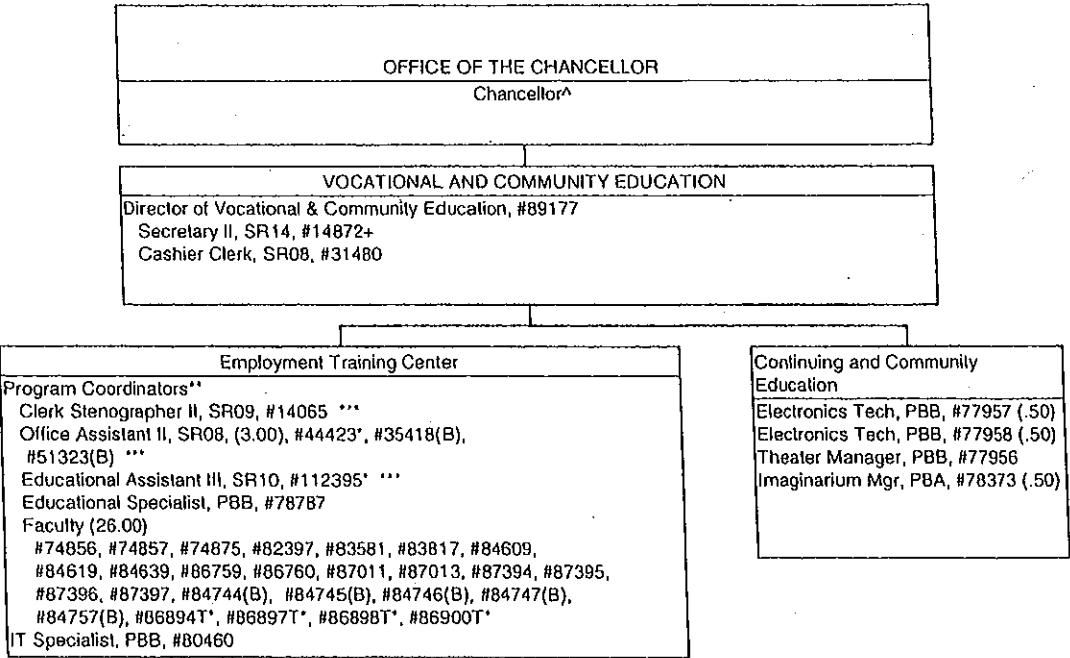 OFFICE OF THE CHANCELLOR
Chancellor^
VOCATIONAL AND COMMUNITY EDUCATION
Director of Vocational & Community Education, #89177
Secretary II, SR14, #14872+
Cashier Clerk, SR08, #31480
Employment Training Center
Program Coordinators**
Clerk Stenographer II, SR09, #14065 ***
Office Assistant II, SR08, (3.00), #44423*, #35418(B),
#51323(B) ***
Educational Assistant III, SR10, #112395* ***
Educational Specialist, PBB, #78787
Faculty (26.00)
#74856, #74857, #74875, #82397, #83581, #83817, #84609,
#84619, #84639, #86759, #86760, #87011, #87013, #87394, #87395,
#87396, #87397, #84744(B), #84745(B), #84746(B), #84747(B),
#84757(B), #86894T*, #86897T*, #86898T*, #86900T*
IT Specialist, PBB, #80460
Continuing and Community
Education
Electronics Tech, PBB, #77957 (.50)
Electronics Tech, PBB, #77958 (.50)
Theater Manager, PBB, #77956
Imaginarium Mgr, PBA, #78373 (.50)